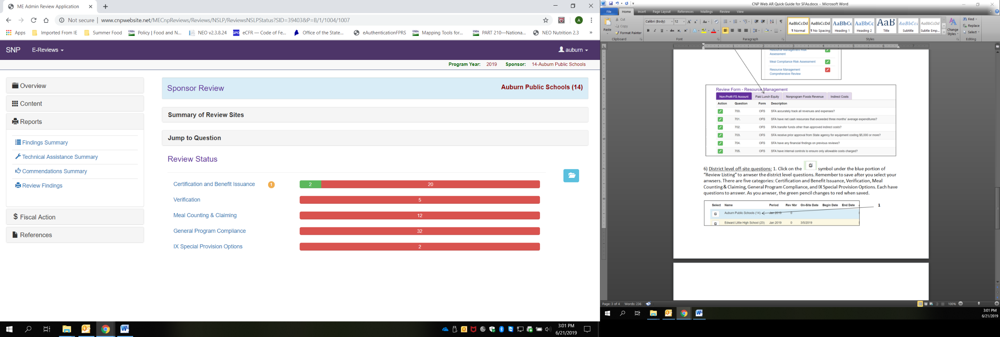 ME Admin Review Application
Not secure | www.cnpwebsite.net/MECnpReviews/Reviews/NSLP/ReviewsNSLPStatus?SID=39403&P=B/1/1004/1007
A
Apps Imported From IE Summer Food USDA Policy | Food and N... NEO v2.3.8.24 GPO eCFR — Code of Fe... Office of the State... eAuthenticationFPRS USDA Mapping Tools for... USDA PART 210—Nationa... NEO Nutrition 2.3 »
SNP E-Reviews auburn
Program Year: 2019 Sponsor: 14-Auburn Public Schools
Overview
Content
Reports
Findings Summary
Technical Assistance Summary
Commendations Summary
Review Findings
Fiscal Action
References
Sponsor Review Auburn Public Schools (14)
Summary of Review Sites
Jump to Question
Review Status
Certification and Benefit Issuance 1 2 20
Verification 5
Meal Counting & Claiming 12
General Program Compliance 32
IX Special Provision Options 2
3:01 PM
6/21/2019
CNP Web AR Quick Guide for SFAs.docx - Microsoft Word
File Home Insert Page Layout References Mailings Review View
Paste
Cut
Copy
Format Painter
Clipboard
Calibri (Body) 12
Font
Paragraph
AaBbCcDd AaBbCcDd AaBbCc AaBbCc AaB AaBbCc AaBbCcDd
¶ Normal ¶ No Spacing Heading 1 Heading 2 Title Subtitle Subtle Emp...
Change
Styles
Styles
Find
Replace
Select
Editing
Resource Management Risk
Assessment
Meal Compliance Risk Assessment
Resource Management
Comprehensive Review
Review Form - Resource Management
Non-Profit FS Account Paid Lunch Equity Nonprogram Foods Revenue Indirect Costs
Action Question Form Description
700. OFS SFA accurately track all revenues and expenses?
701. OFS SFA have net cash resources that exceeded three months' average expenditures?
702. OFS SFA transfer funds other than approved indirect costs?
703. OFS SFA receive prior approval from State agency for equipment costing $5,000 or more?
704. OFS SFA have any financial findings on previous reviews?
705. OFS SFA have internal controls to ensure only allowable costs charged?
6) District level off-site questions: 1. Click on the symbol under the blue portion of
“Review Listing” to anwser the district level questions. Remember to save after you select your
anwsers. There are five categories: Certification and Benefit Issuance, Verification, Meal
Counting & Claiming, General Program Compliance, and IX Special Provision Options. Each have
questions to answer. As you anwser, the green pencil changes to red when saved.
Select Name Period Rev Nbr On-Site Date Begin Date End Date
Auburn Public Schools (14) Jan 2019 0
Edward Little High School (23) Jan 2019 0 3/5/2019
1
Page: 3 of 4 Words: 236 100%
3:01 PM
6/21/2019